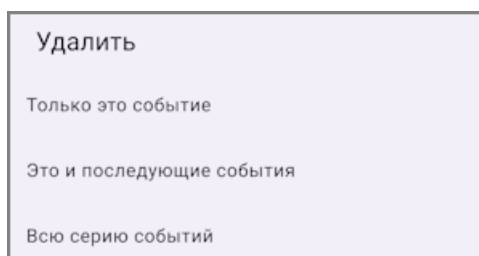 Удалить
Только это событие
Это и последующие события
Всю серию событий